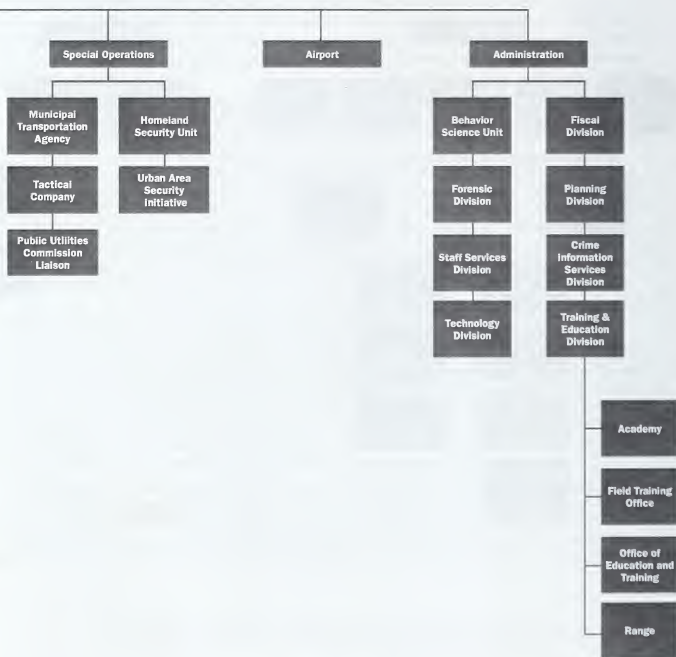 Special Operations
Airport
Administration
Municipal
Transportation
Agency
Homeland
Security Unit
Behavior
Science Unit
Fiscal
Division
Tactical
Company
Urban Area
Security
Initiative
Forensic
Division
Planning
Division
Public Utilities
Commission
Liaison
Staff Services
Division
Crime
Information
Services
Division
Technology
Division
Training &
Education
Division
Academy
Field Training
Office
Office of
Education and
Training
Range